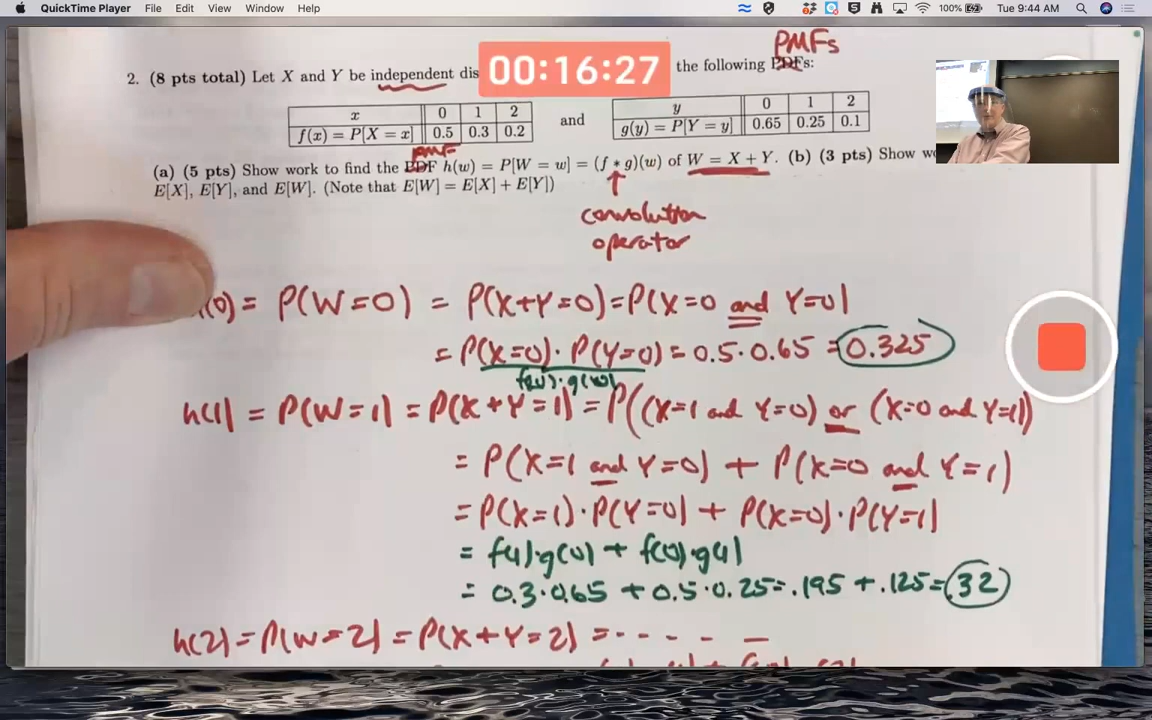 QuickTime Player File Edit View Window Help 100% Tue 9:44 AM
PMFs
2. (8 pts total) Let X and Y be independent dis 00:16:27 the following PDFs:
x 0 1 2
f(x) = P[X = x] 0.5 0.3 0.2
and
y 0 1 2
g(y) = P[Y = y] 0.65 0.25 0.1
PMF
(a) (5 pts) Show work to find the PDF h(w) = P[W = w] = (f * g)(w) of W = X + Y. (b) (3 pts) Show
E[X], E[Y], and E[W]. (Note that E[W] = E[X] + E[Y])
convolution
operator
(0) = P(W=0) = P(X+Y=0) = P(X=0 and Y=0)
= P(X=0) · P(Y=0) = 0.5 · 0.65 = 0.325
f(0) · g(0)
h(1) = P(W=1) = P(X+Y=1) = P((X=1 and Y=0) or (X=0 and Y=1))
= P(X=1 and Y=0) + P(X=0 and Y=1)
= P(X=1) · P(Y=0) + P(X=0) · P(Y=1)
= f(1) · g(0) + f(0) · g(1)
= 0.3 · 0.65 + 0.5 · 0.25 = .195 + .125 = .32
h(2) = P(W=2) = P(X+Y=2) = - - - - -